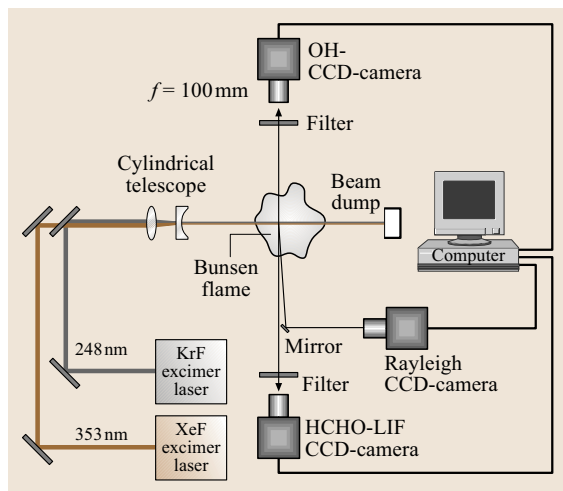 OH-
CCD-camera
f = 100 mm
Filter
Cylindrical
telescope
Beam
dump
Bunsen
flame
Computer
Mirror
248 nm
KrF
excimer
laser
Rayleigh
CCD-camera
Filter
353 nm
XeF
excimer
laser
HCHO-LIF
CCD-camera